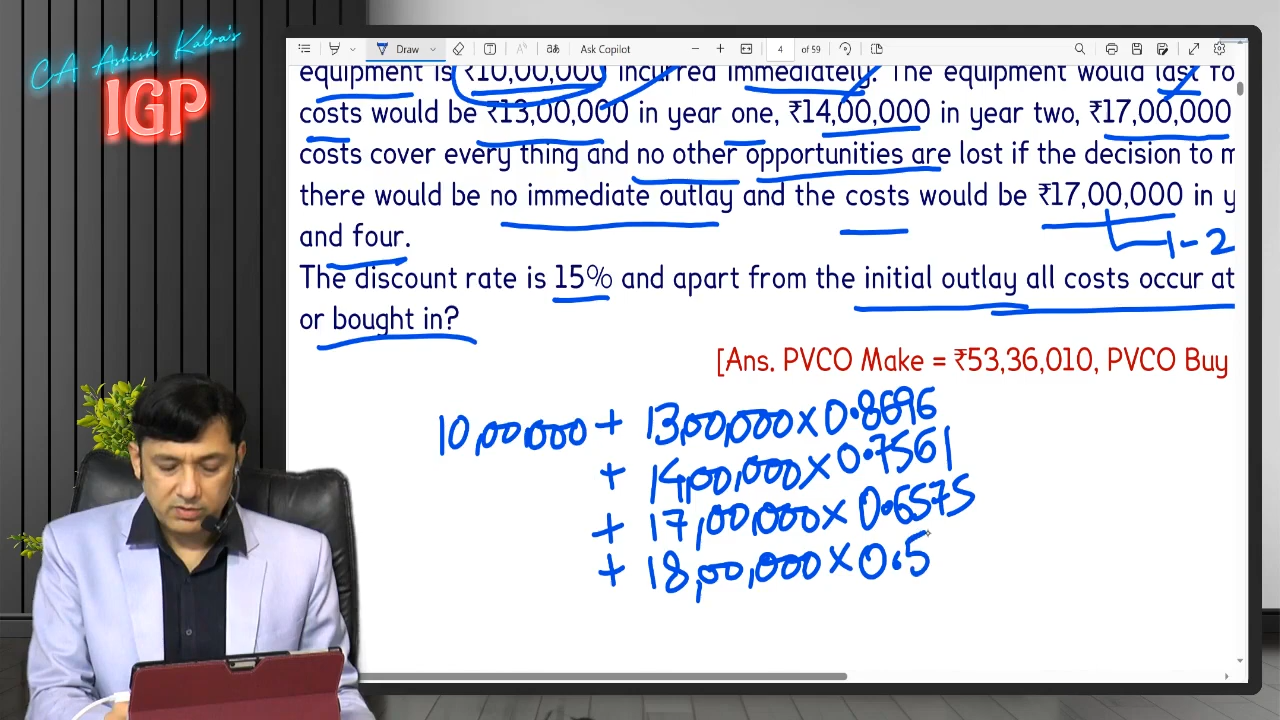 CA Ashish Kalra's
IGP
Draw
Ask Copilot
4 of 59
equipment is ₹10,00,000 incurred immediately. The equipment would last fo
costs would be ₹13,00,000 in year one, ₹14,00,000 in year two, ₹17,00,000
costs cover every thing and no other opportunities are lost if the decision to m
there would be no immediate outlay and the costs would be ₹17,00,000 in y
and four.
1-2
The discount rate is 15% and apart from the initial outlay all costs occur at
or bought in?
[Ans. PVCO Make = ₹53,36,010, PVCO Buy
10,00,000 + 13,00,000 × 0.8696
+ 14,00,000 × 0.7561
+ 17,00,000 × 0.6575
+ 18,00,000 × 0.5